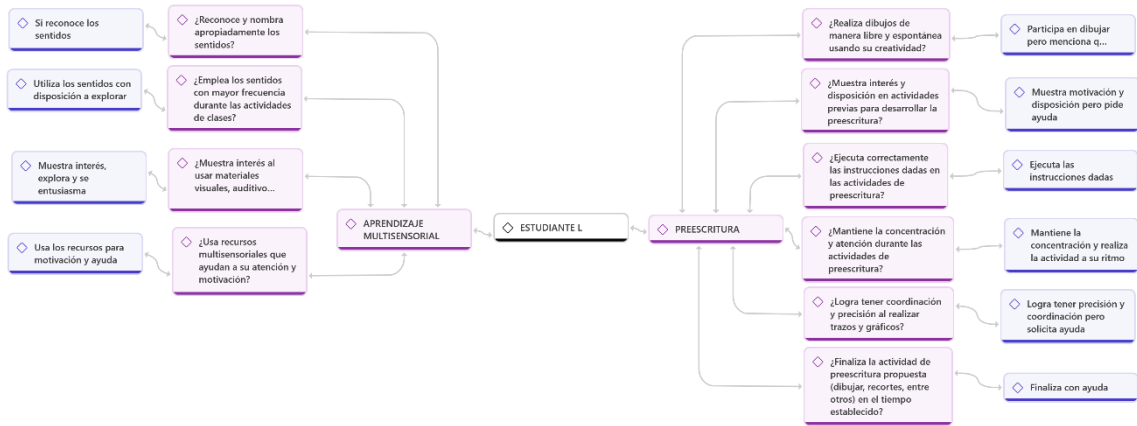 Si reconoce los
sentidos
¿Reconoce y nombra
apropiadamente los
sentidos?
Utiliza los sentidos con
disposición a explorar
¿Emplea los sentidos
con mayor frecuencia
durante las actividades
de clases?
Muestra interés,
explora y se
entusiasma
¿Muestra interés al
usar materiales
visuales, auditivo...
Usa los recursos para
motivación y ayuda
¿Usa recursos
multisensoriales que
ayudan a su atención y
motivación?
APRENDIZAJE
MULTISENSORIAL
ESTUDIANTE L
PREESCRITURA
¿Realiza dibujos de
manera libre y espontánea
usando su creatividad?
Participa en dibujar
pero menciona q...
¿Muestra interés y
disposición en actividades
previas para desarrollar la
preescritura?
Muestra motivación y
disposición pero pide
ayuda
¿Ejecuta correctamente
las instrucciones dadas en
las actividades de
preescritura?
Ejecuta las
instrucciones dadas
¿Mantiene la concentración
y atención durante las
actividades de
preescritura?
Mantiene la
concentración y realiza
la actividad a su ritmo
¿Logra tener coordinación
y precisión al realizar
trazos y gráficos?
Logra tener precisión y
coordinación pero
solicita ayuda
¿Finaliza la actividad de
preescritura propuesta
(dibujar, recortes, entre
otros) en el tiempo
establecido?
Finaliza con ayuda